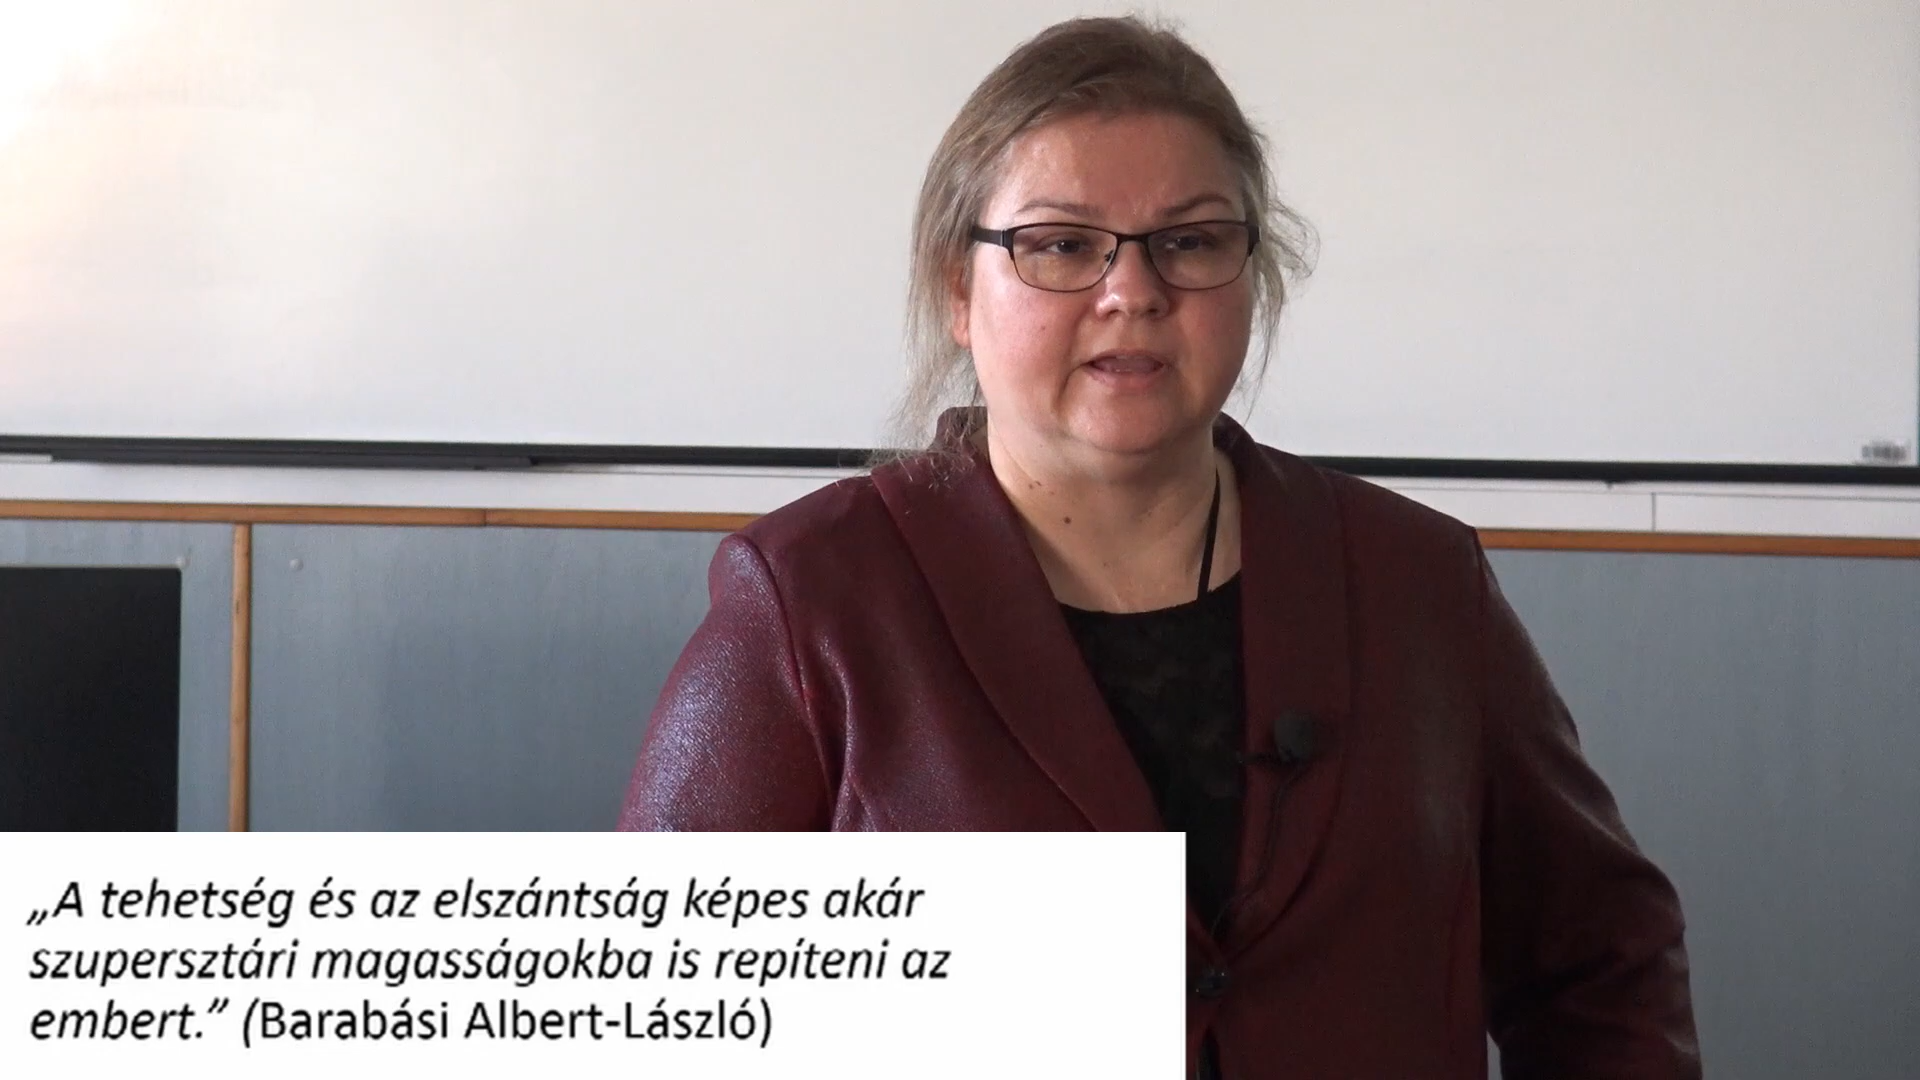 „A tehetség és az elszántság képes akár
szupersztári magasságokba is repíteni az
embert.” (Barabási Albert-László)